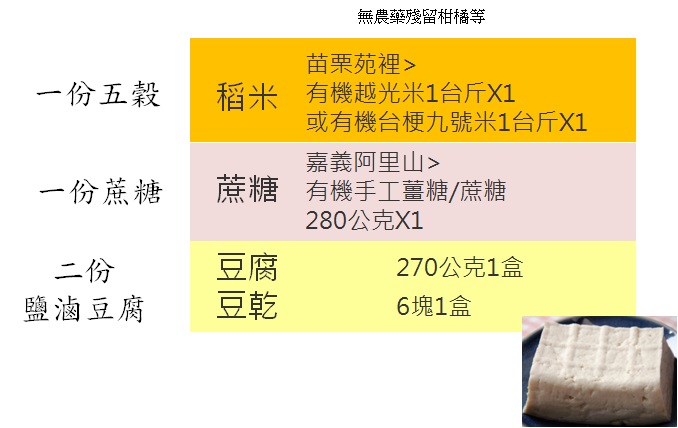 無農藥殘留柑橘等
一份五穀
稻米
苗栗苑裡>
有機越光米1台斤X1
或有機台梗九號米1台斤X1
一份蔗糖
蔗糖
嘉義阿里山>
有機手工薑糖/蔗糖
280公克X1
二份
鹽滷豆腐
豆腐 270公克1盒
豆乾 6塊1盒